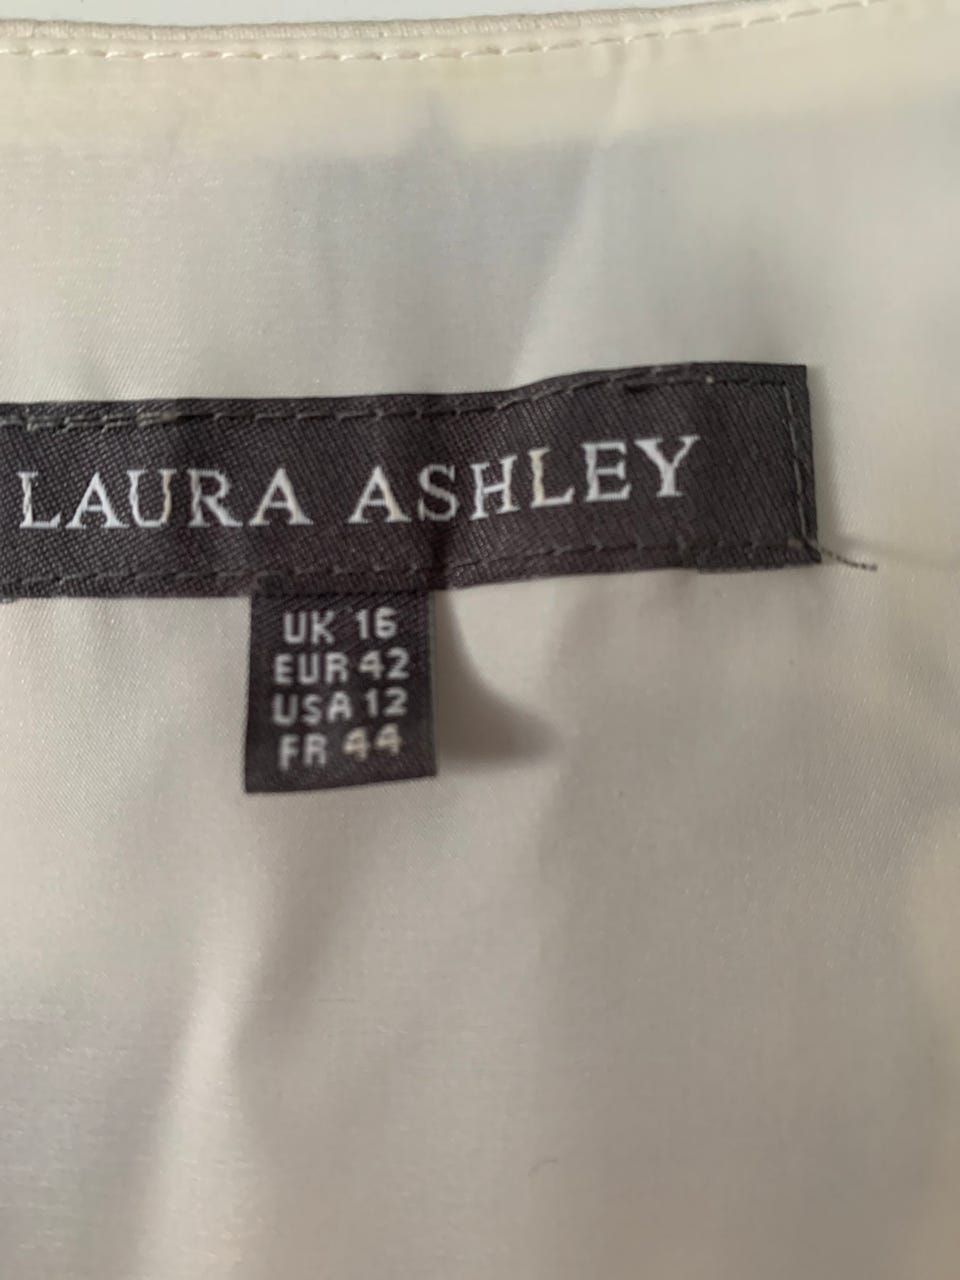 LAURA ASHLEY
UK 16
EUR 42
USA 12
FR 44